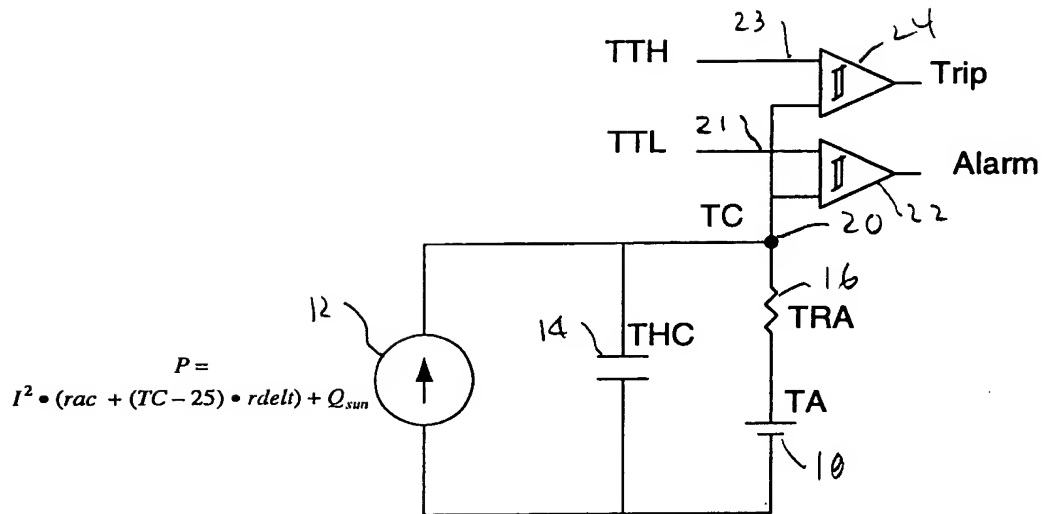 23
24
TTH
Trip
21
TTL
Alarm
TC
20
22
16
12
14
THC
TRA
P =
I² • (rac + (TC – 25) • rdelt) + Q_sun
TA
18